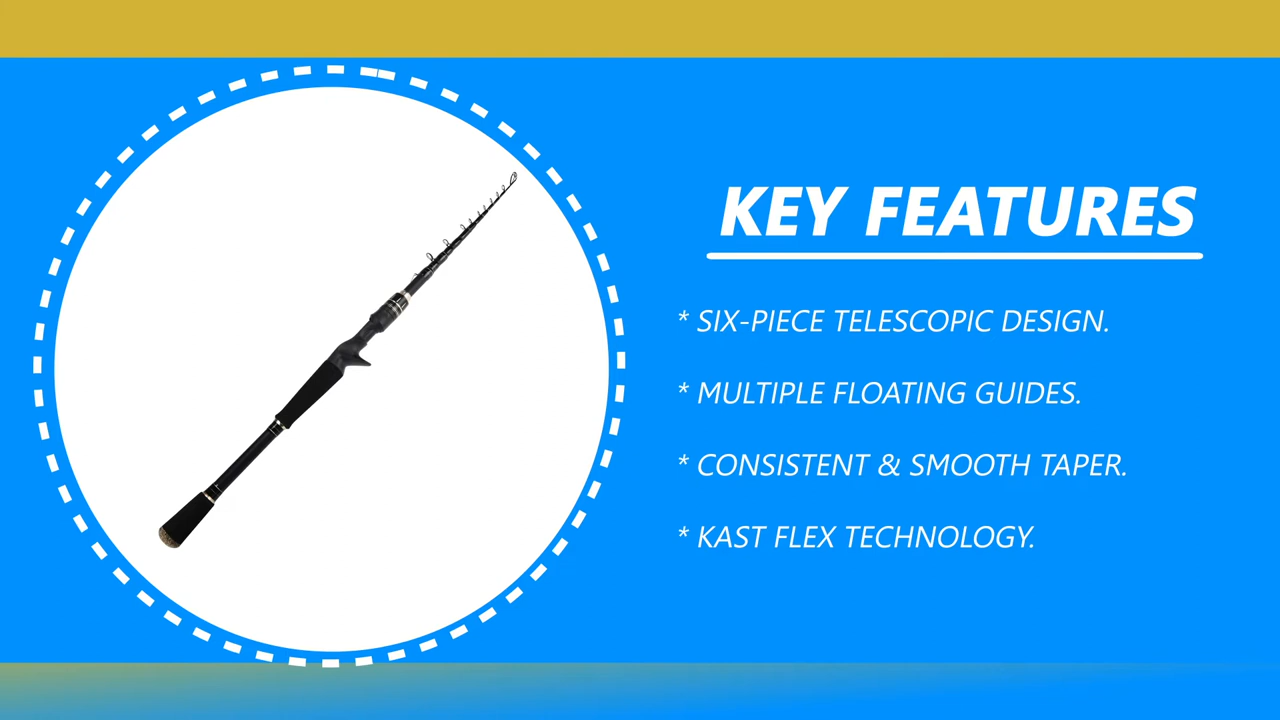 KEY FEATURES
* SIX-PIECE TELESCOPIC DESIGN.
* MULTIPLE FLOATING GUIDES.
* CONSISTENT & SMOOTH TAPER.
* KAST FLEX TECHNOLOGY.